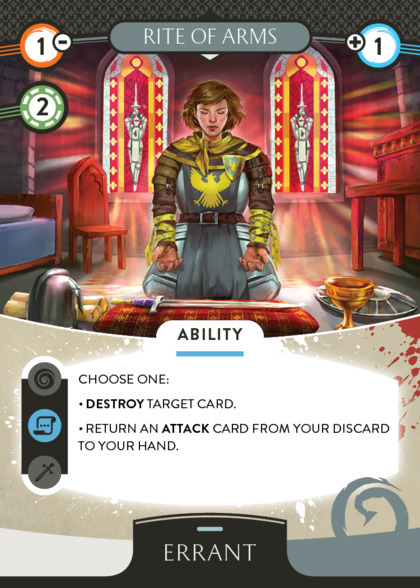 1 -
RITE OF ARMS
+ 1
2
ABILITY
CHOOSE ONE:
• DESTROY TARGET CARD.
• RETURN AN ATTACK CARD FROM YOUR DISCARD
TO YOUR HAND.
ERRANT